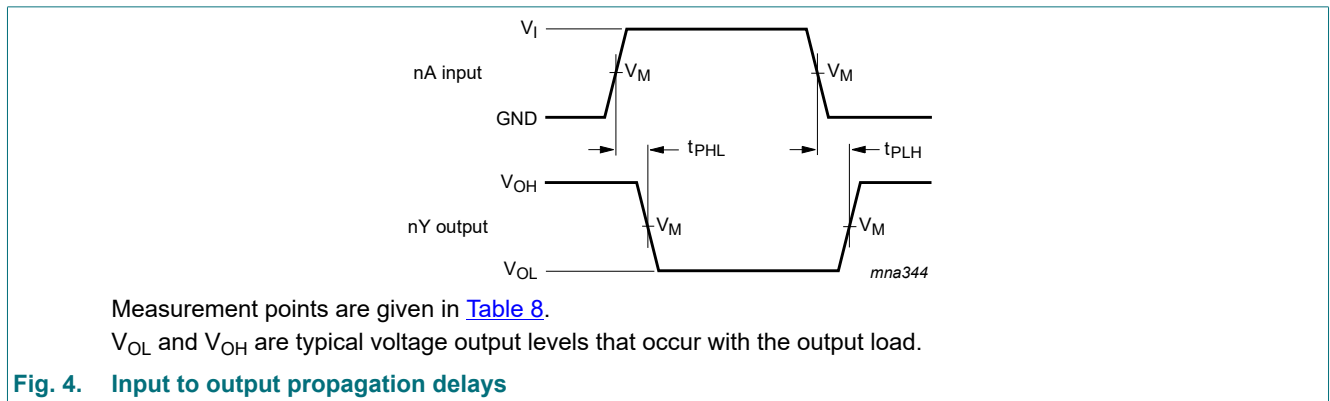 V_I
nA input
V_M
V_M
GND
t_PHL
t_PLH
V_OH
nY output
V_M
V_M
V_OL
mna344
Measurement points are given in Table 8.
V_OL and V_OH are typical voltage output levels that occur with the output load.
Fig. 4. Input to output propagation delays